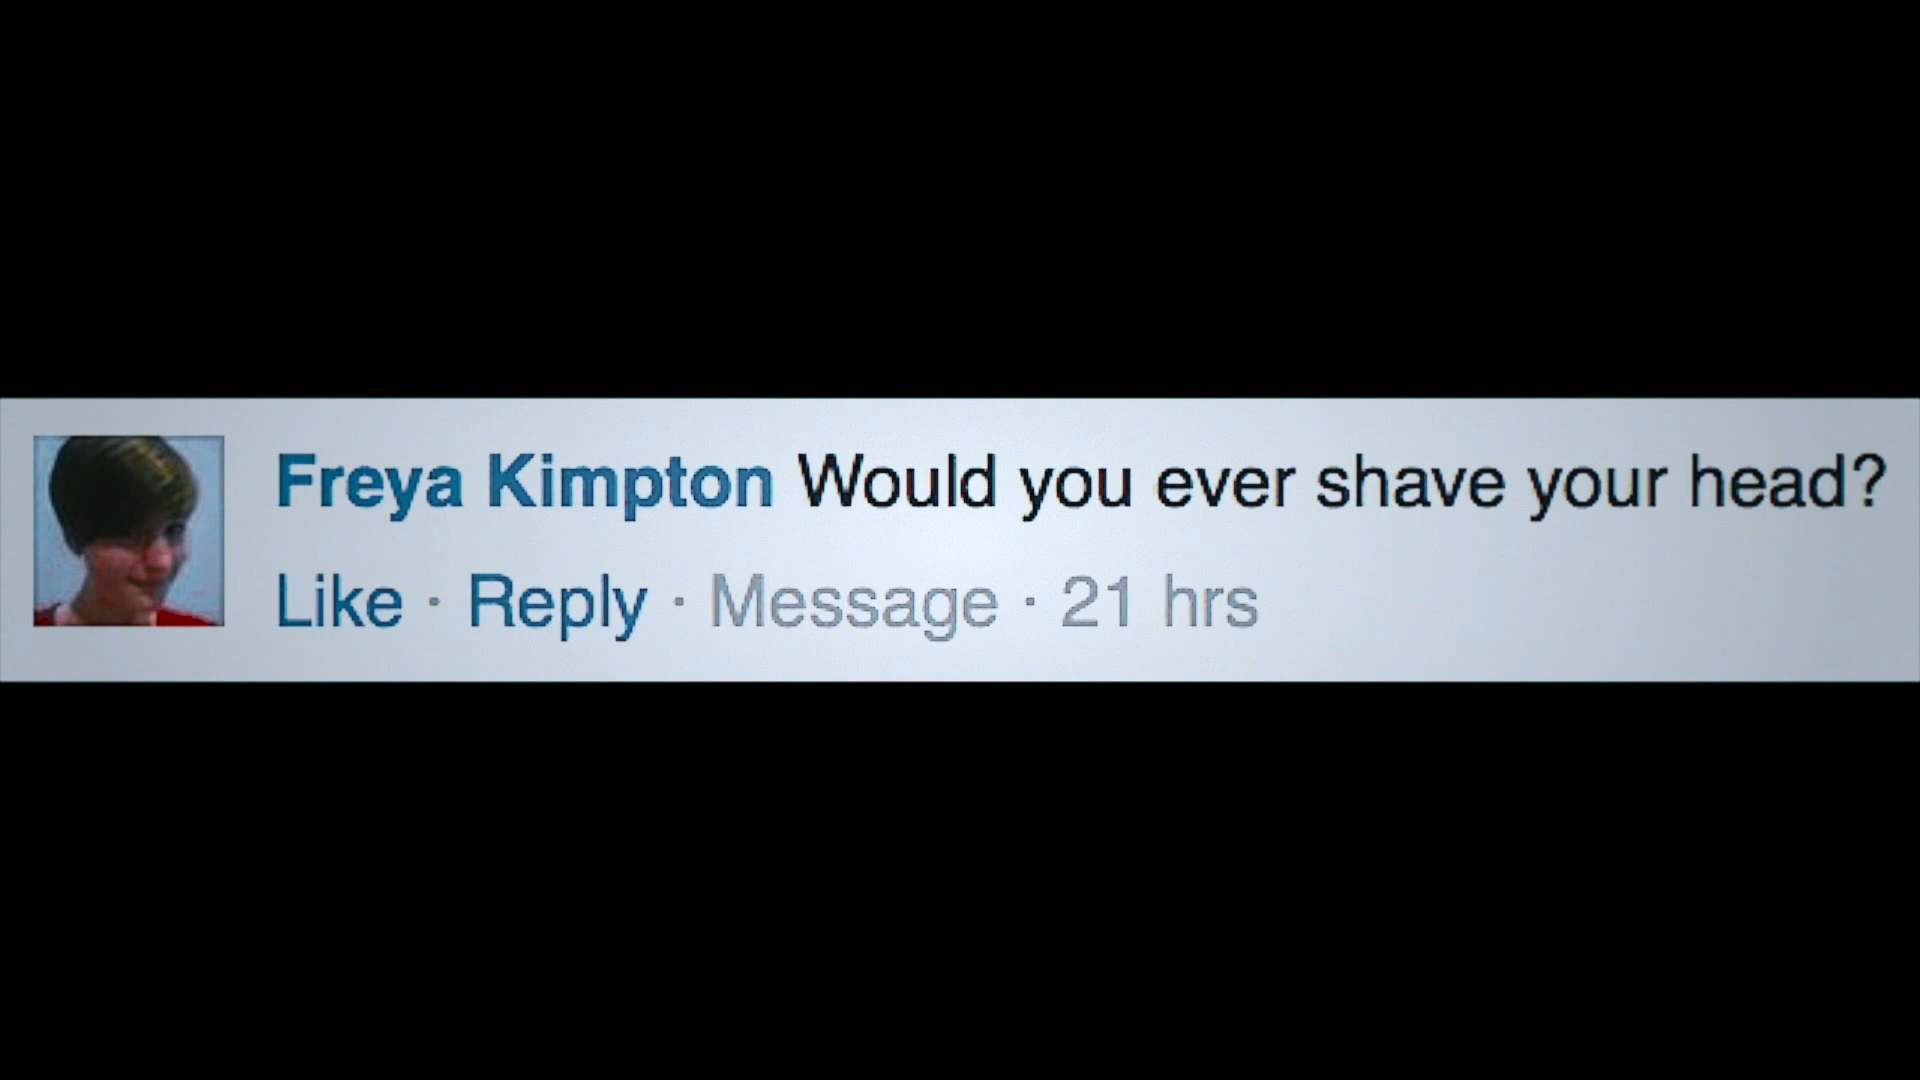 Freya Kimpton Would you ever shave your head?
Like · Reply · Message · 21 hrs